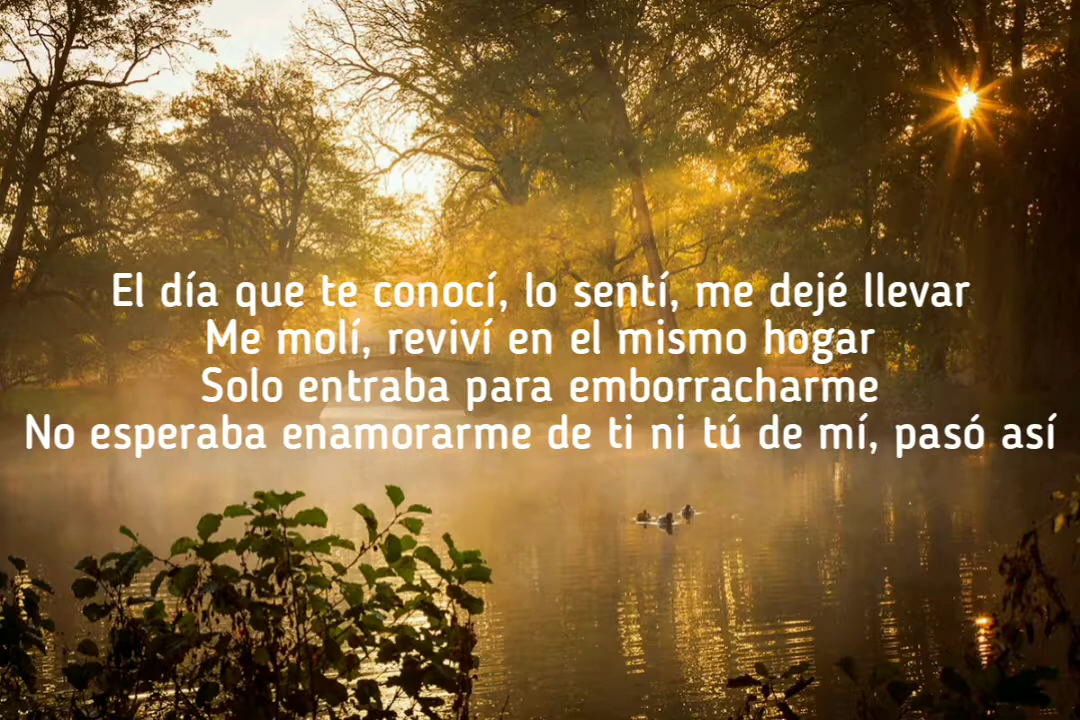 El día que te conocí, lo sentí, me dejé llevar
Me molí, reviví en el mismo hogar
Solo entraba para emborracharme
No esperaba enamorarme de ti ni tú de mí, pasó así